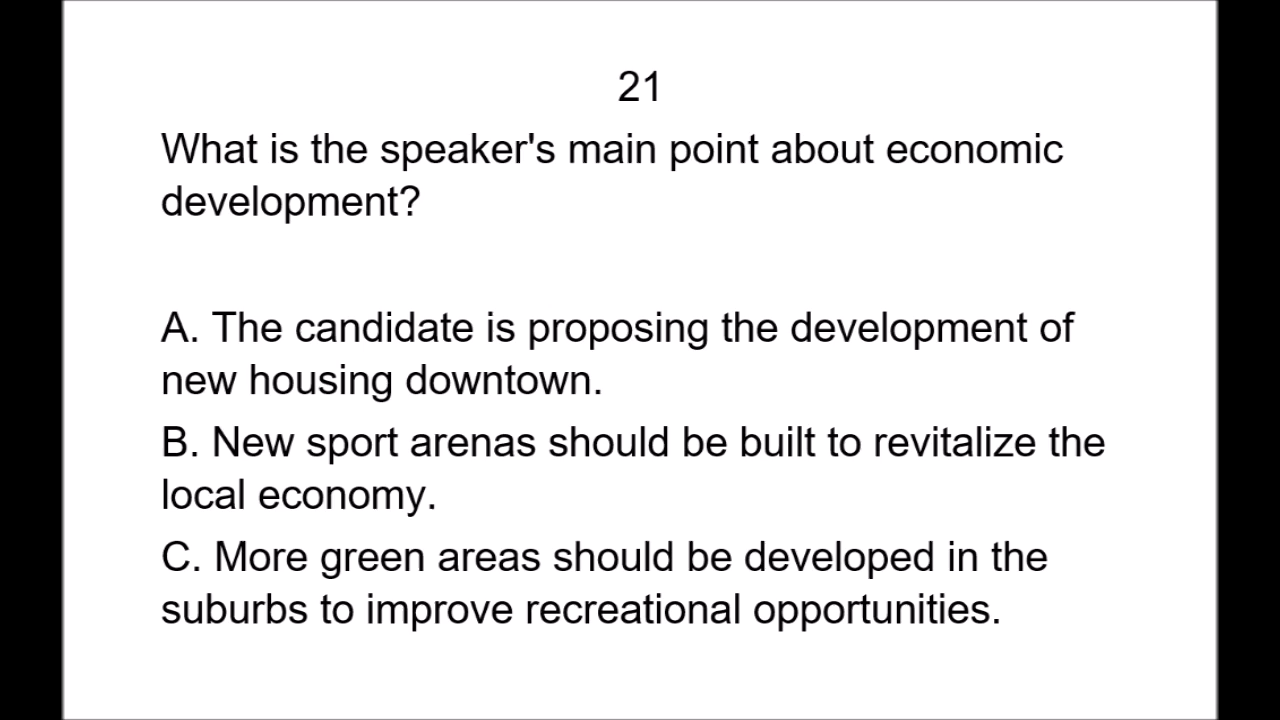 21
What is the speaker's main point about economic
development?
A. The candidate is proposing the development of
new housing downtown.
B. New sport arenas should be built to revitalize the
local economy.
C. More green areas should be developed in the
suburbs to improve recreational opportunities.